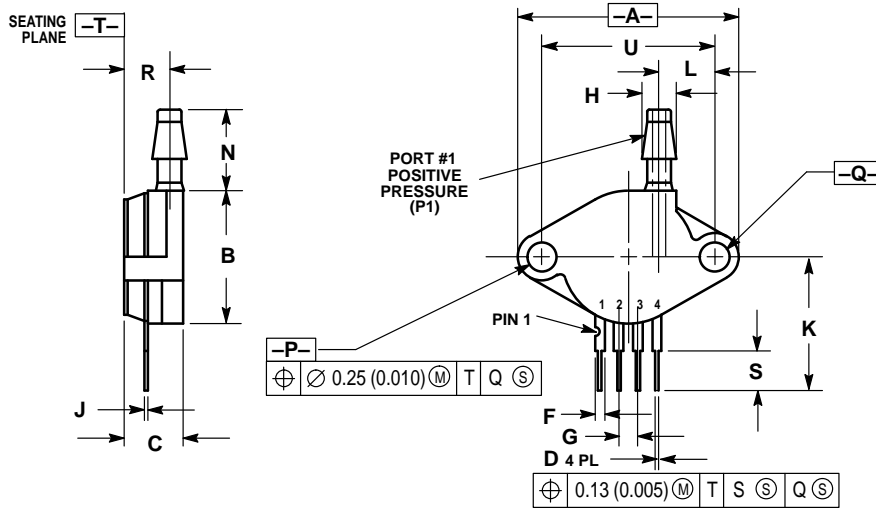 SEATING
PLANE
–T–
R
N
B
J
C
–A–
U
L
H
PORT #1
POSITIVE
PRESSURE
(P1)
–Q–
1 2 3 4
PIN 1
K
S
–P–
⌖ ∅ 0.25 (0.010) Ⓜ T Q Ⓢ
F
G
D 4 PL
⌖ 0.13 (0.005) Ⓜ T S Ⓢ Q Ⓢ